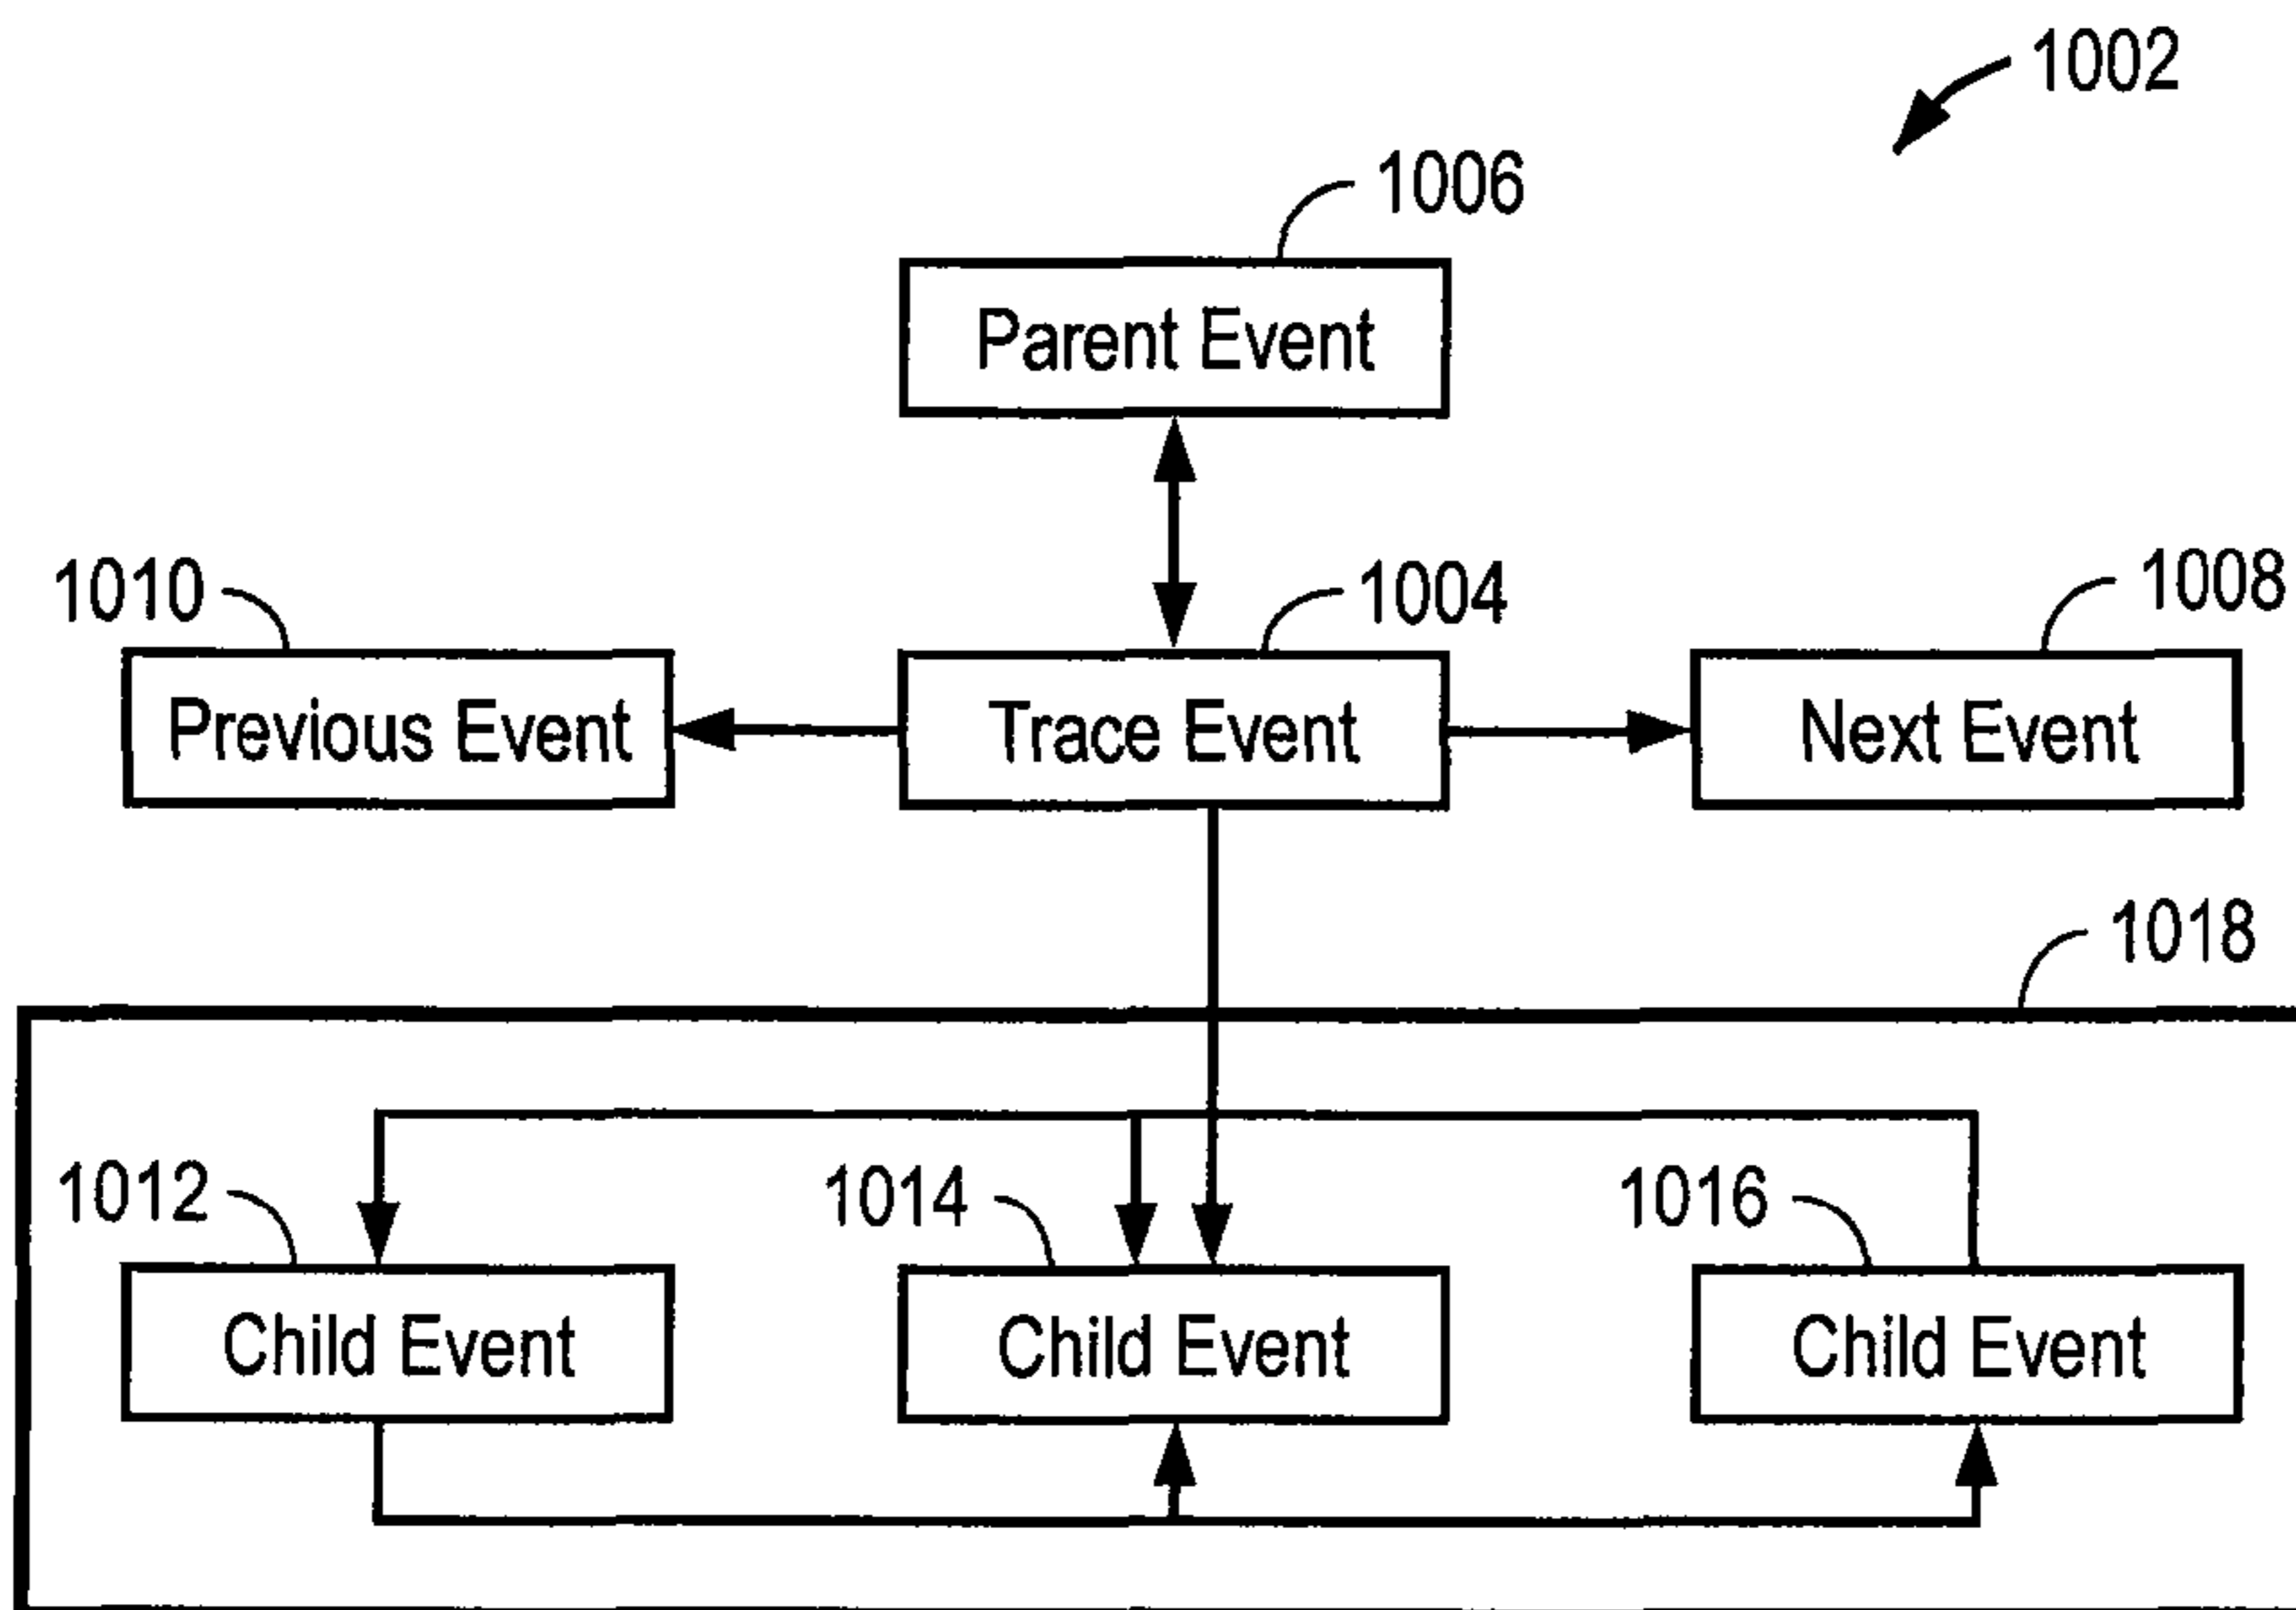 1002
1006
Parent Event
1010
1004
1008
Previous Event
Trace Event
Next Event
1018
1012
1014
1016
Child Event
Child Event
Child Event